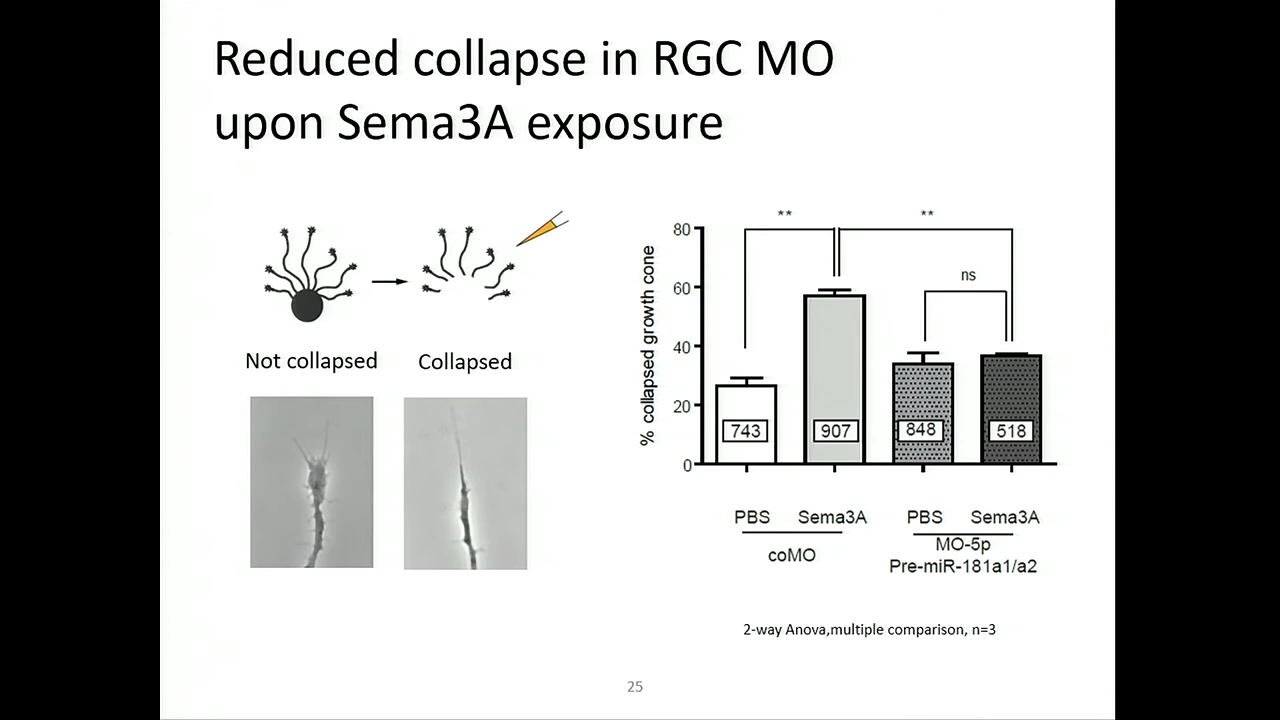 Reduced collapse in RGC MO
upon Sema3A exposure
Not collapsed
Collapsed
% collapsed growth cone
80
60
40
20
0
**
**
ns
743
907
848
518
PBS
Sema3A
PBS
Sema3A
coMO
MO-5p
Pre-miR-181a1/a2
2-way Anova,multiple comparison, n=3
25